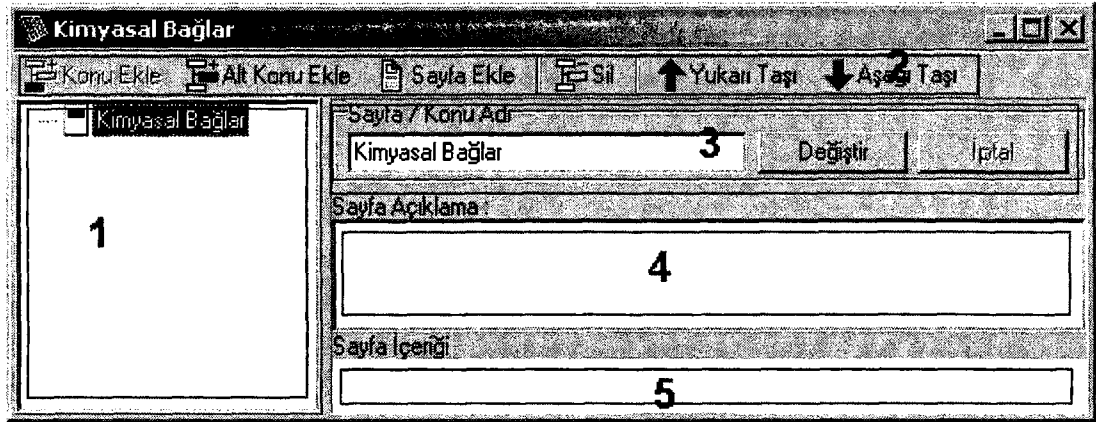 Kimyasal Bağlar
Konu Ekle Alt Konu Ekle Sayfa Ekle Sil Yukarı Taşı Aşağı Taşı 2
Kimyasal Bağlar
Sayfa / Konu Adı
Kimyasal Bağlar 3 Değiştir İptal
Sayfa Açıklama
1
4
Sayfa İçeriği
5